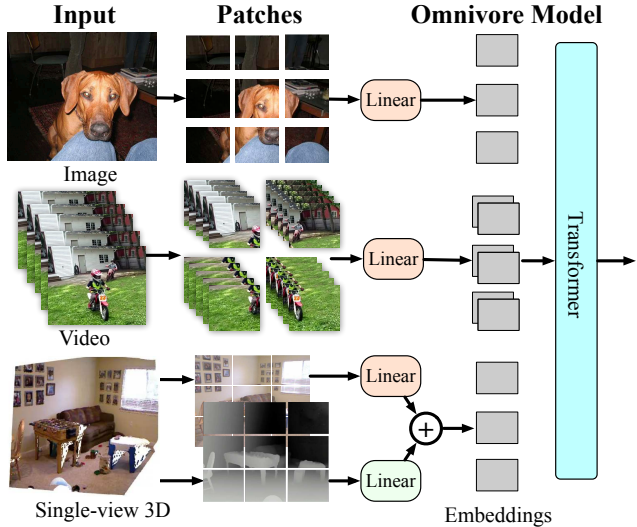 Input
Patches
Omnivore Model
Linear
Image
Linear
Transformer
Video
Linear
+
Linear
Single-view 3D
Embeddings